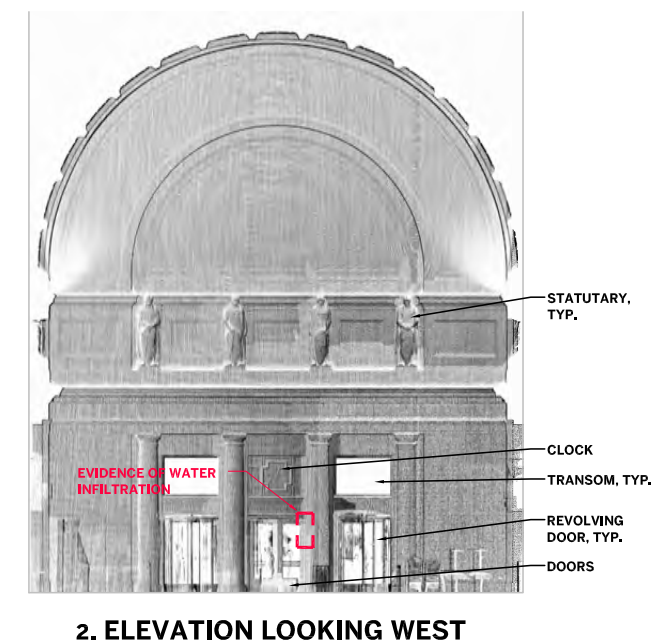 STATUTARY,
TYP.
CLOCK
EVIDENCE OF WATER
INFILTRATION
TRANSOM, TYP.
REVOLVING
DOOR, TYP.
DOORS
2. ELEVATION LOOKING WEST